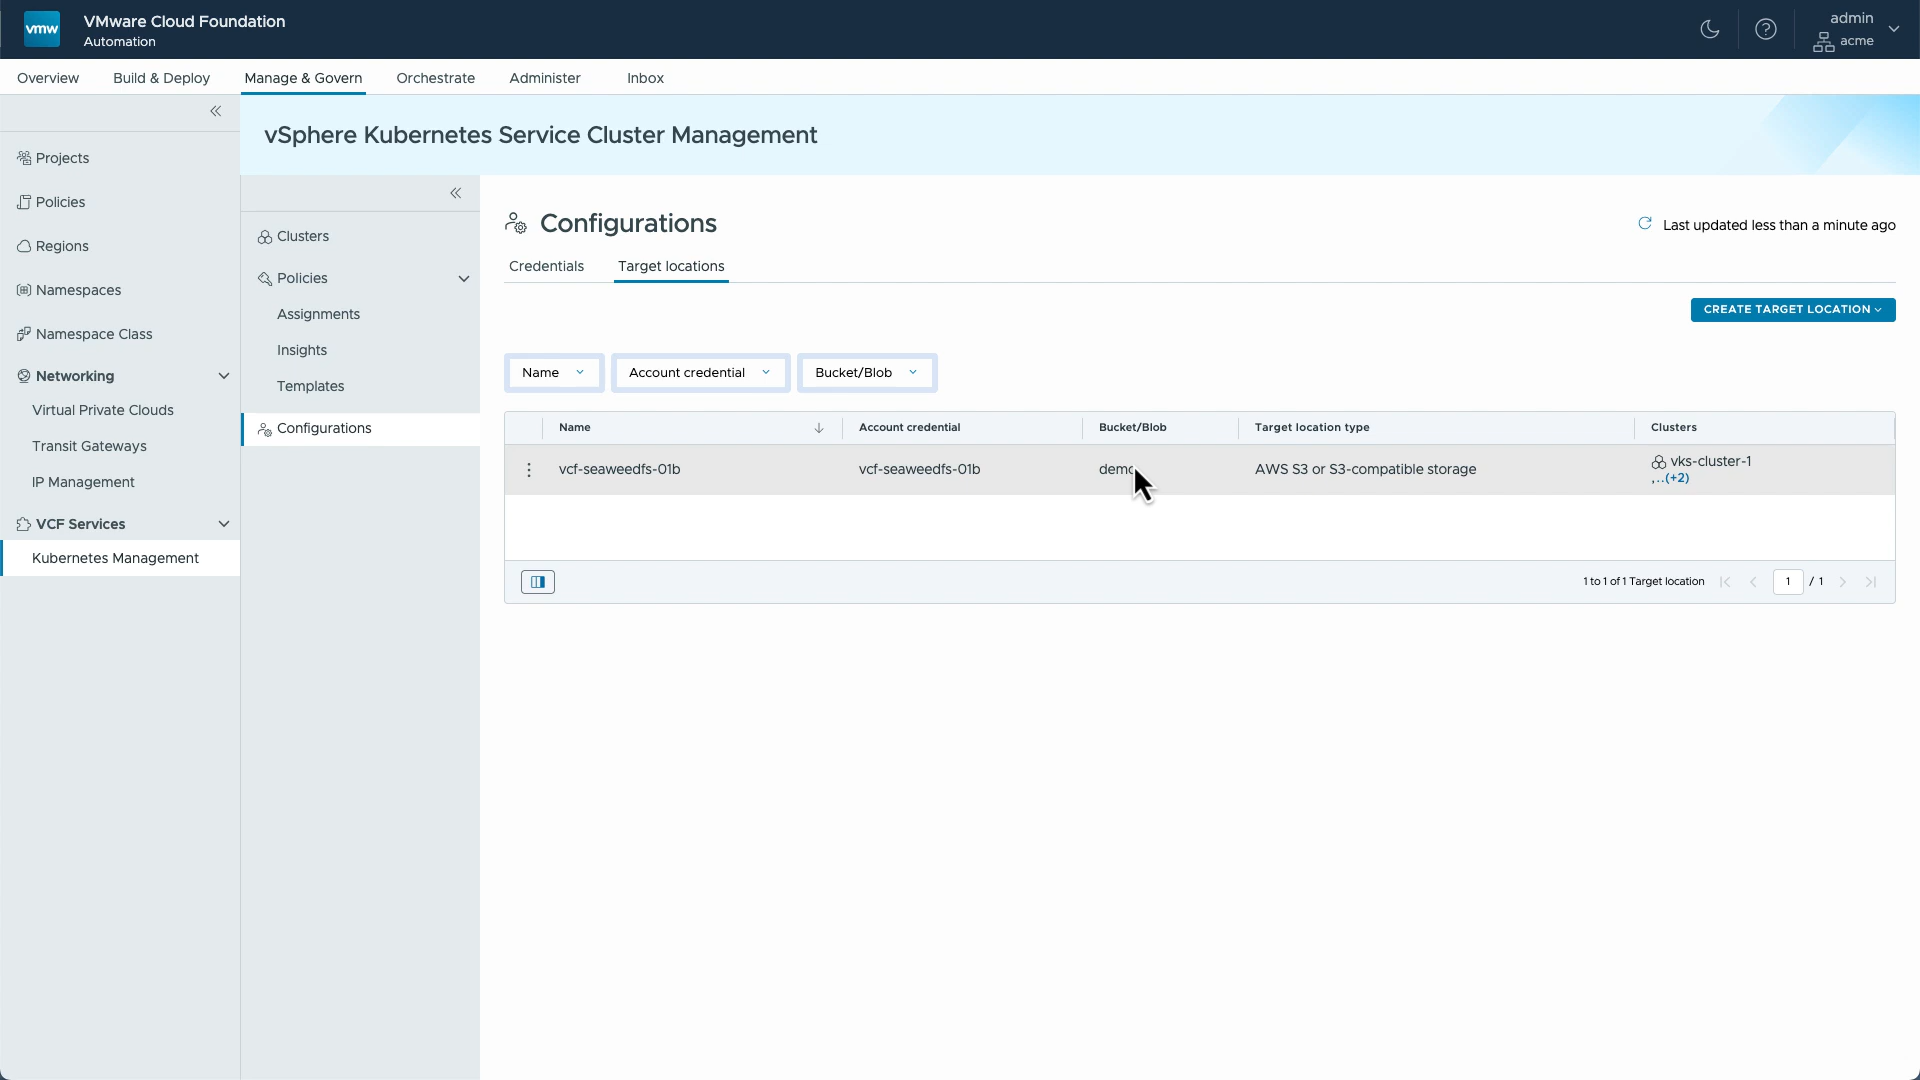 vmw
VMware Cloud Foundation
Automation
admin
acme
Overview
Build & Deploy
Manage & Govern
Orchestrate
Administer
Inbox
Projects
Policies
Regions
Namespaces
Namespace Class
Networking
Virtual Private Clouds
Transit Gateways
IP Management
VCF Services
Kubernetes Management
vSphere Kubernetes Service Cluster Management
Clusters
Policies
Assignments
Insights
Templates
Configurations
Configurations
Last updated less than a minute ago
Credentials
Target locations
CREATE TARGET LOCATION
Name
Account credential
Bucket/Blob
Name
Account credential
Bucket/Blob
Target location type
Clusters
vcf-seaweedfs-01b
vcf-seaweedfs-01b
demo
AWS S3 or S3-compatible storage
vks-cluster-1
,..(+2)
1 to 1 of 1 Target location
1 / 1